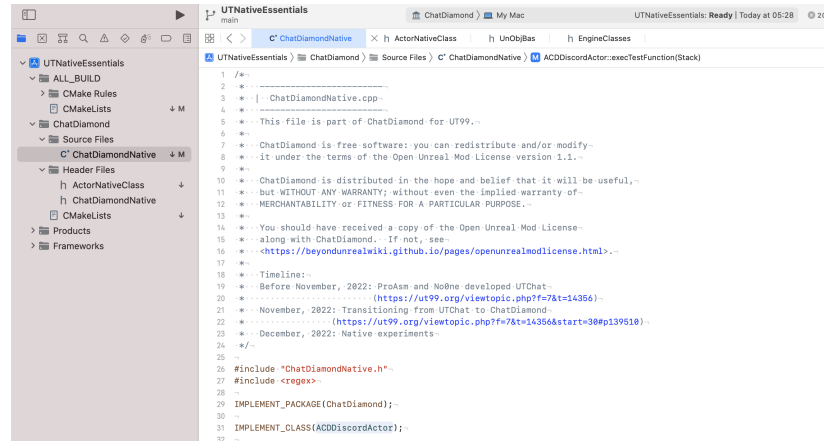 UTNativeEssentials
main
ChatDiamond 〉 My Mac
UTNativeEssentials: Ready | Today at 05:28
20
C⁺ ChatDiamondNative
h ActorNativeClass
h UnObjBas
h EngineClasses
UTNativeEssentials 〉 ChatDiamond 〉 Source Files 〉 C⁺ ChatDiamondNative 〉 M ACDDiscordActor::execTestFunction(Stack)
UTNativeEssentials
ALL_BUILD
CMake Rules
CMakeLists M
ChatDiamond
Source Files
C⁺ ChatDiamondNative M
Header Files
h ActorNativeClass
h ChatDiamondNative
CMakeLists
Products
Frameworks
1 /*¬
2 ·*···-------------------------¬
3 ·*···|··ChatDiamondNative.cpp¬
4 ·*···-------------------------¬
5 ·*···This·file·is·part·of·ChatDiamond·for·UT99.¬
6 ·*¬
7 ·*···ChatDiamond·is·free·software:·you·can·redistribute·and/or·modify¬
8 ·*···it·under·the·terms·of·the·Open·Unreal·Mod·License·version·1.1.¬
9 ·*¬
10 ·*···ChatDiamond·is·distributed·in·the·hope·and·belief·that·it·will·be·useful,¬
11 ·*···but·WITHOUT·ANY·WARRANTY;·without·even·the·implied·warranty·of¬
12 ·*···MERCHANTABILITY·or·FITNESS·FOR·A·PARTICULAR·PURPOSE.¬
13 ·*¬
14 ·*···You·should·have·received·a·copy·of·the·Open·Unreal·Mod·License¬
15 ·*···along·with·ChatDiamond.··If·not,·see¬
16 ·*···<https://beyondunrealwiki.github.io/pages/openunrealmodlicense.html>.¬
17 ·*¬
18 ·*···Timeline:¬
19 ·*···Before·November,·2022:·ProAsm·and·No0ne·developed·UTChat¬
20 ·*····················(https://ut99.org/viewtopic.php?f=7&t=14356)¬
21 ·*···November,·2022:·Transitioning·from·UTChat·to·ChatDiamond¬
22 ·*·················(https://ut99.org/viewtopic.php?f=7&t=14356&start=30#p139510)¬
23 ·*···December,·2022:·Native·experiments¬
24 ·*/¬
25 ¬
26 #include·"ChatDiamondNative.h"¬
27 #include·<regex>¬
28 ¬
29 IMPLEMENT_PACKAGE(ChatDiamond);¬
30 ¬
31 IMPLEMENT_CLASS(ACDDiscordActor);¬
32 ¬